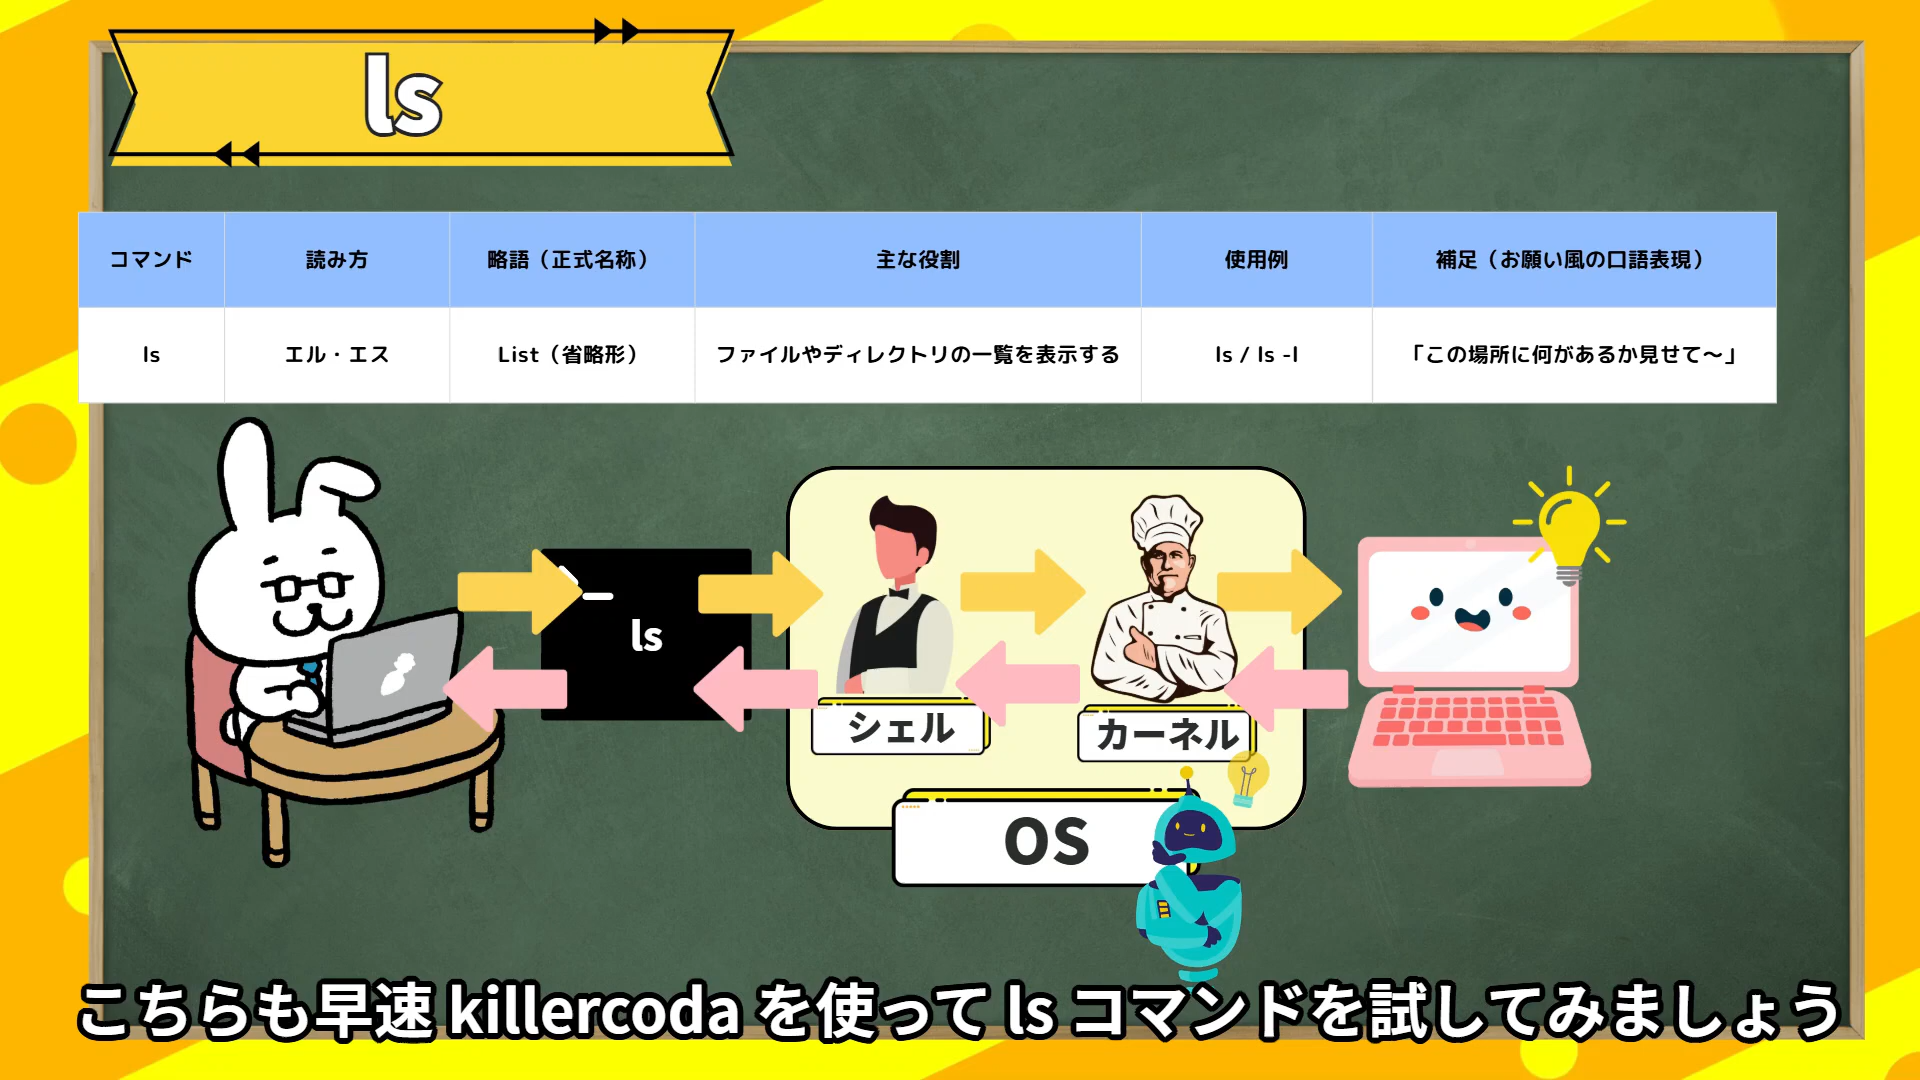 ls
コマンド 読み方 略語（正式名称） 主な役割 使用例 補足（お願い風の口語表現）
ls エル・エス List（省略形） ファイルやディレクトリの一覧を表示する ls / ls -l 「この場所に何があるか見せて〜」
ls
シェル
カーネル
OS
こちらも早速 killercoda を使って ls コマンドを試してみましょう